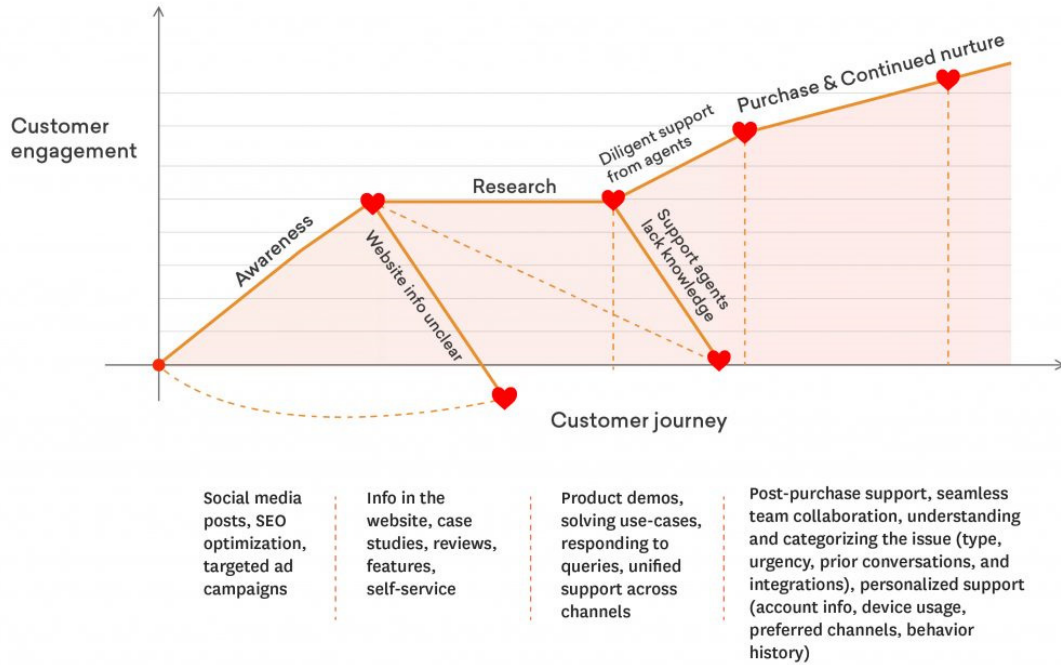 Customer
engagement
Awareness
Website info unclear
Research
Diligent support
from agents
Support agents
lack knowledge
Purchase & Continued nurture
Customer journey
Social media
posts, SEO
optimization,
targeted ad
campaigns
Info in the
website, case
studies, reviews,
features,
self-service
Product demos,
solving use-cases,
responding to
queries, unified
support across
channels
Post-purchase support, seamless
team collaboration, understanding
and categorizing the issue (type,
urgency, prior conversations, and
integrations), personalized support
(account info, device usage,
preferred channels, behavior
history)